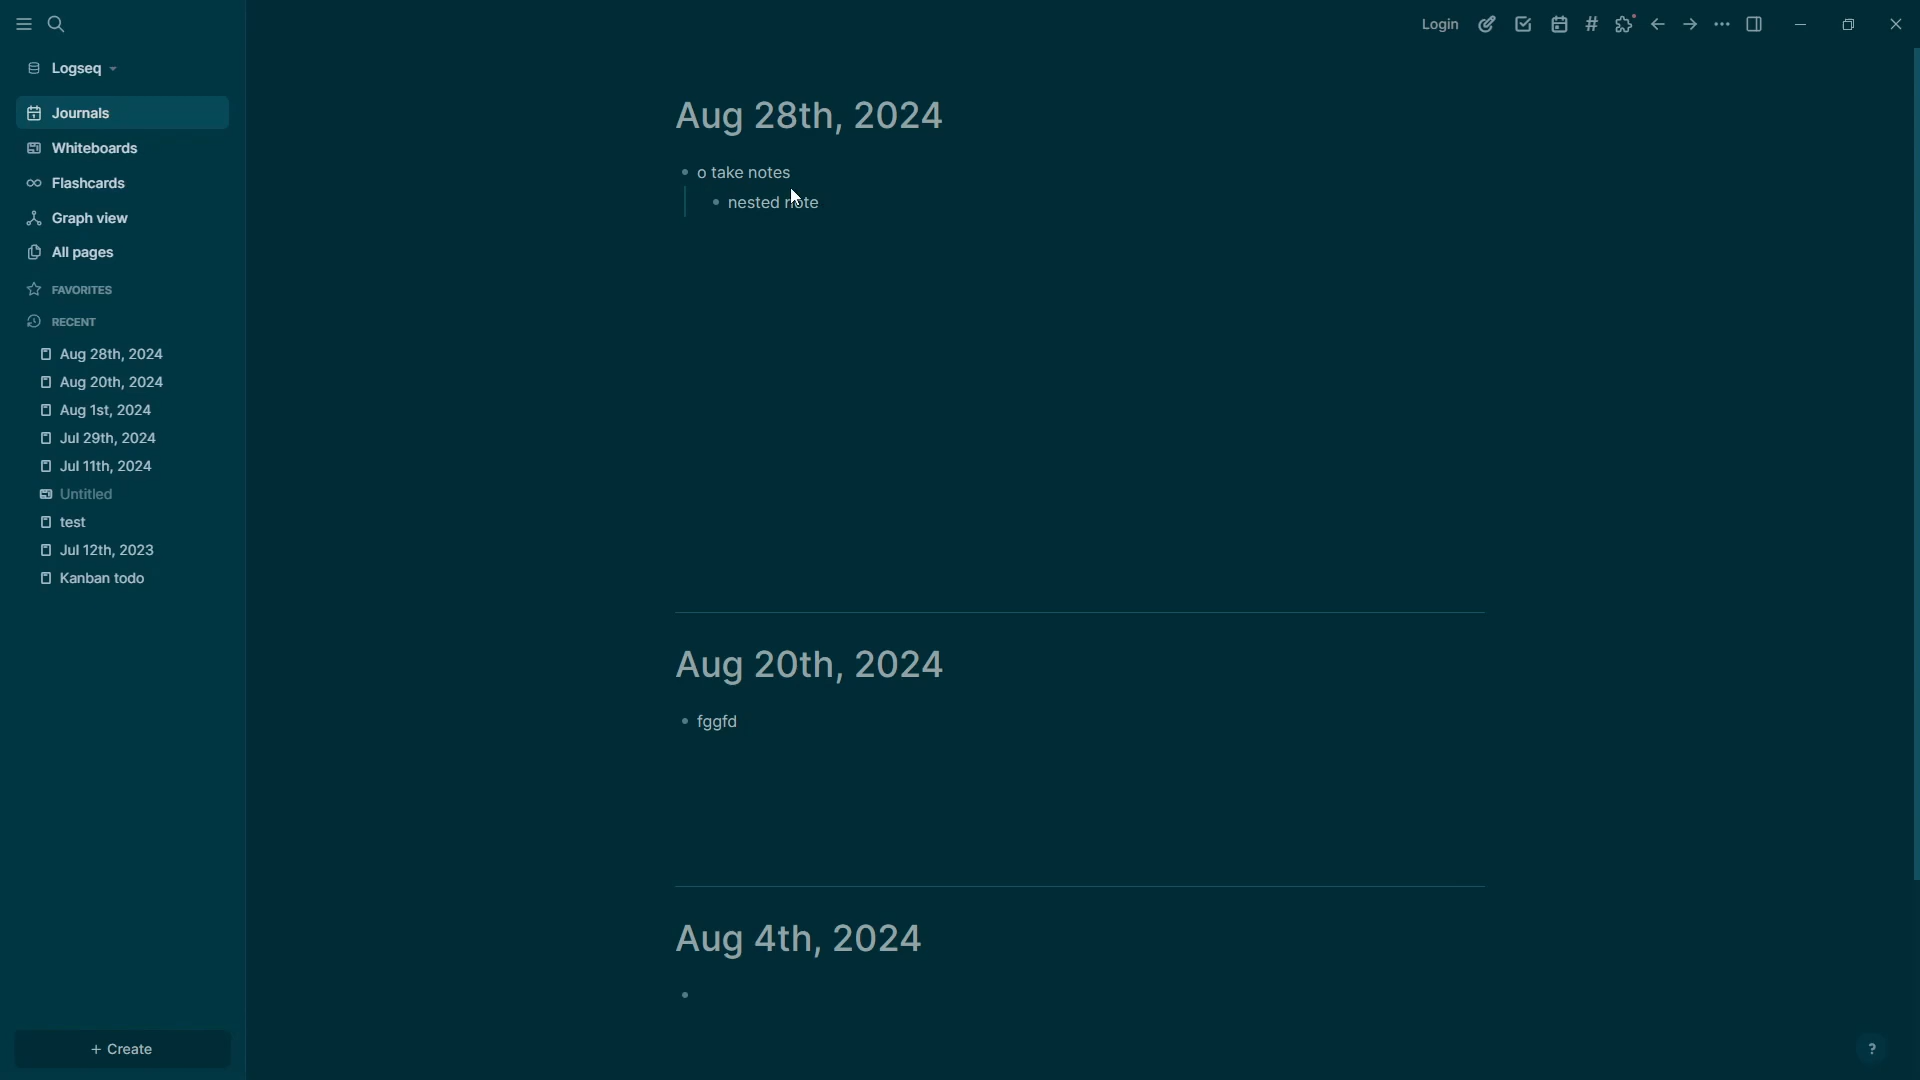 Logseq
Journals
Whiteboards
Flashcards
Graph view
All pages
FAVORITES
RECENT
Aug 28th, 2024
Aug 20th, 2024
Aug 1st, 2024
Jul 29th, 2024
Jul 11th, 2024
Untitled
test
Jul 12th, 2023
Kanban todo
+ Create
Login
#
Aug 28th, 2024
o take notes
nested note
Aug 20th, 2024
fggfd
Aug 4th, 2024
?